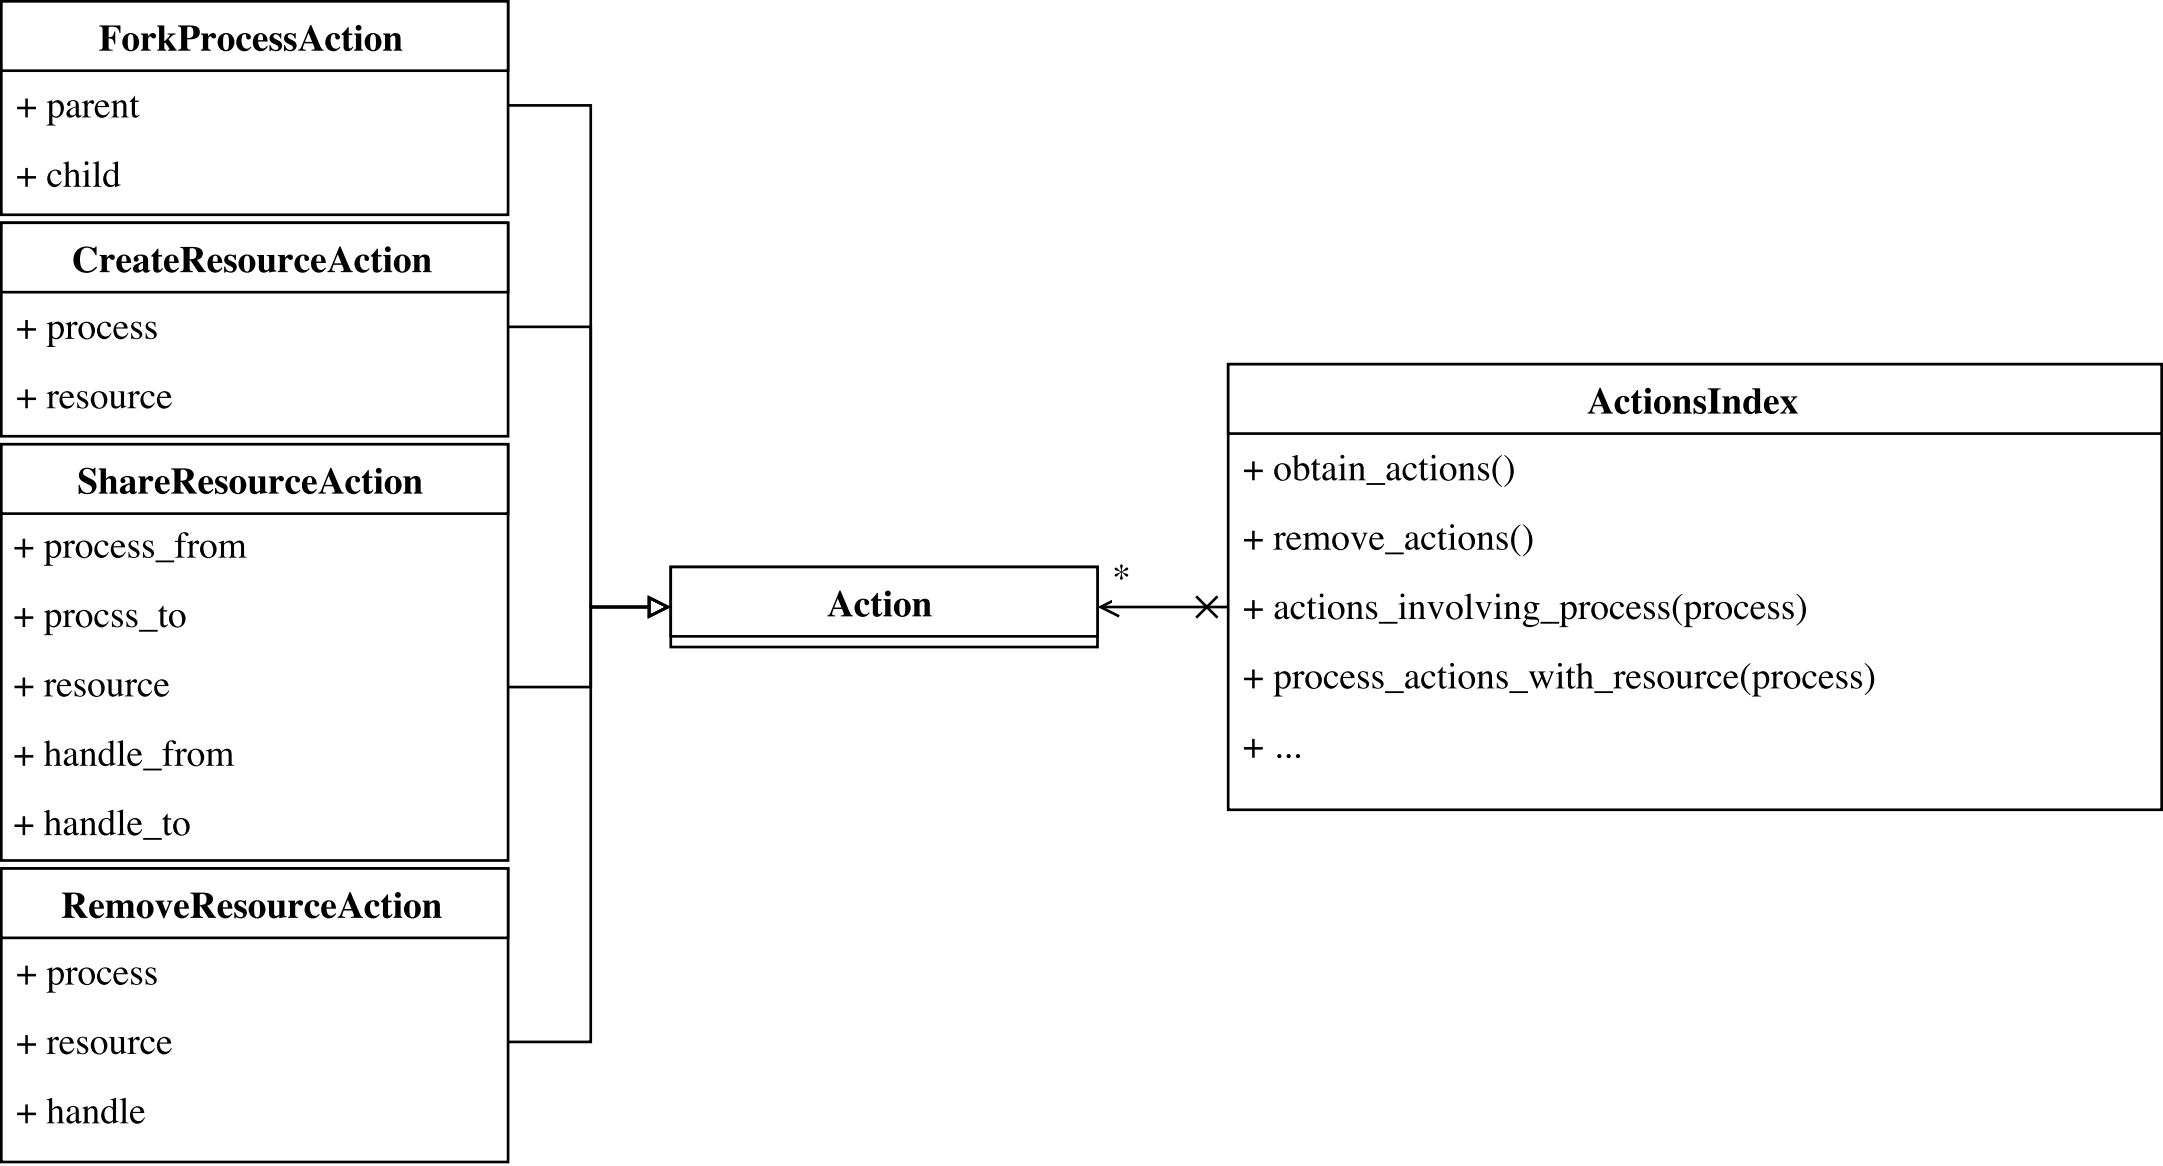 ForkProcessAction
+ parent
+ child
CreateResourceAction
+ process
+ resource
ShareResourceAction
+ process_from
+ procss_to
+ resource
+ handle_from
+ handle_to
RemoveResourceAction
+ process
+ resource
+ handle
Action
*
ActionsIndex
+ obtain_actions()
+ remove_actions()
+ actions_involving_process(process)
+ process_actions_with_resource(process)
+ ...